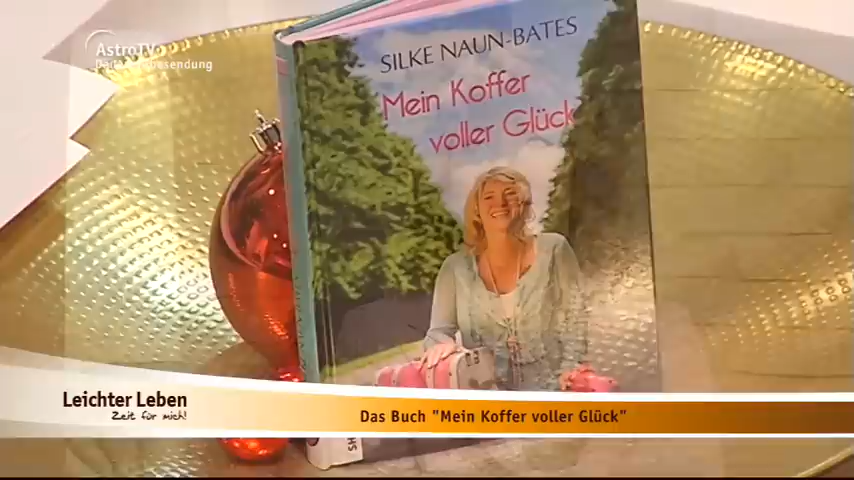 AstroTV
SILKE NAUN-BATES
Mein Koffer
voller Glück
Leichter Leben
Zeit für mich!
Das Buch "Mein Koffer voller Glück"